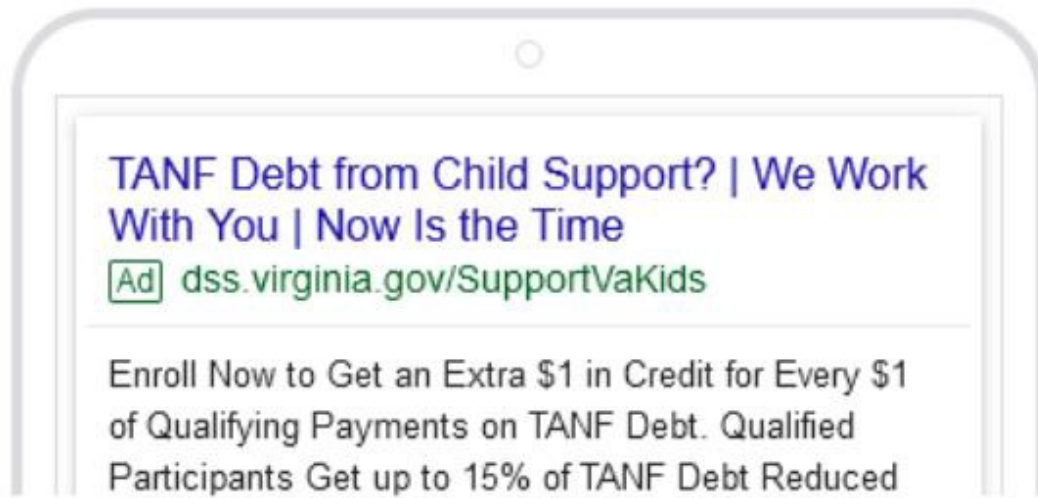 TANF Debt from Child Support? | We Work
With You | Now Is the Time
Ad dss.virginia.gov/SupportVaKids
Enroll Now to Get an Extra $1 in Credit for Every $1
of Qualifying Payments on TANF Debt. Qualified
Participants Get up to 15% of TANF Debt Reduced